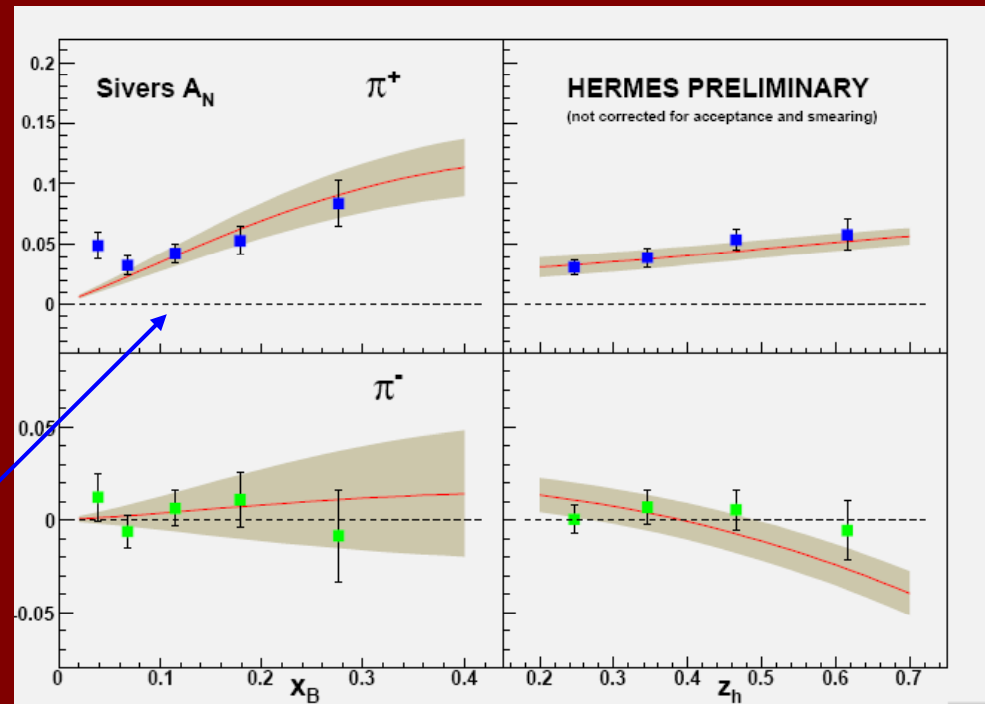 Sivers A_N
π⁺
HERMES PRELIMINARY
(not corrected for acceptance and smearing)
0.2
0.15
0.1
0.05
0
π⁻
0.05
0
-0.05
0 0.1 0.2 0.3 0.4
0.2 0.3 0.4 0.5 0.6 0.7
x_B
z_h